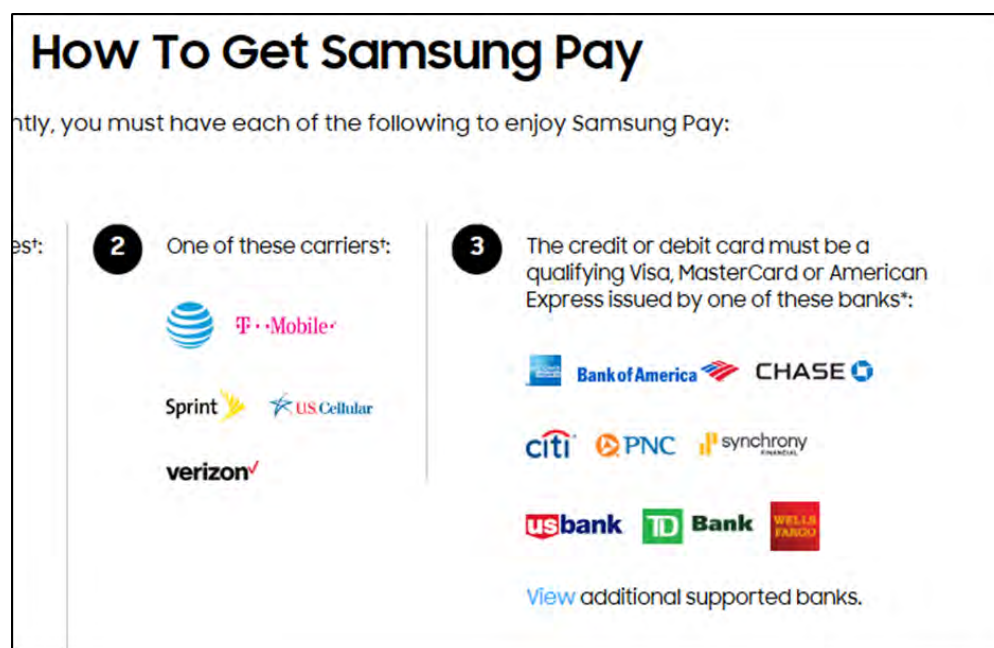 How To Get Samsung Pay
ntly, you must have each of the following to enjoy Samsung Pay:
es†:
2
One of these carriers†:
T··Mobile·
Sprint
U.S. Cellular
verizon✓
3
The credit or debit card must be a
qualifying Visa, MasterCard or American
Express issued by one of these banks*:
Bank of America
CHASE
citi
PNC
synchrony
FINANCIAL
usbank
TD Bank
WELLS
FARGO
View additional supported banks.